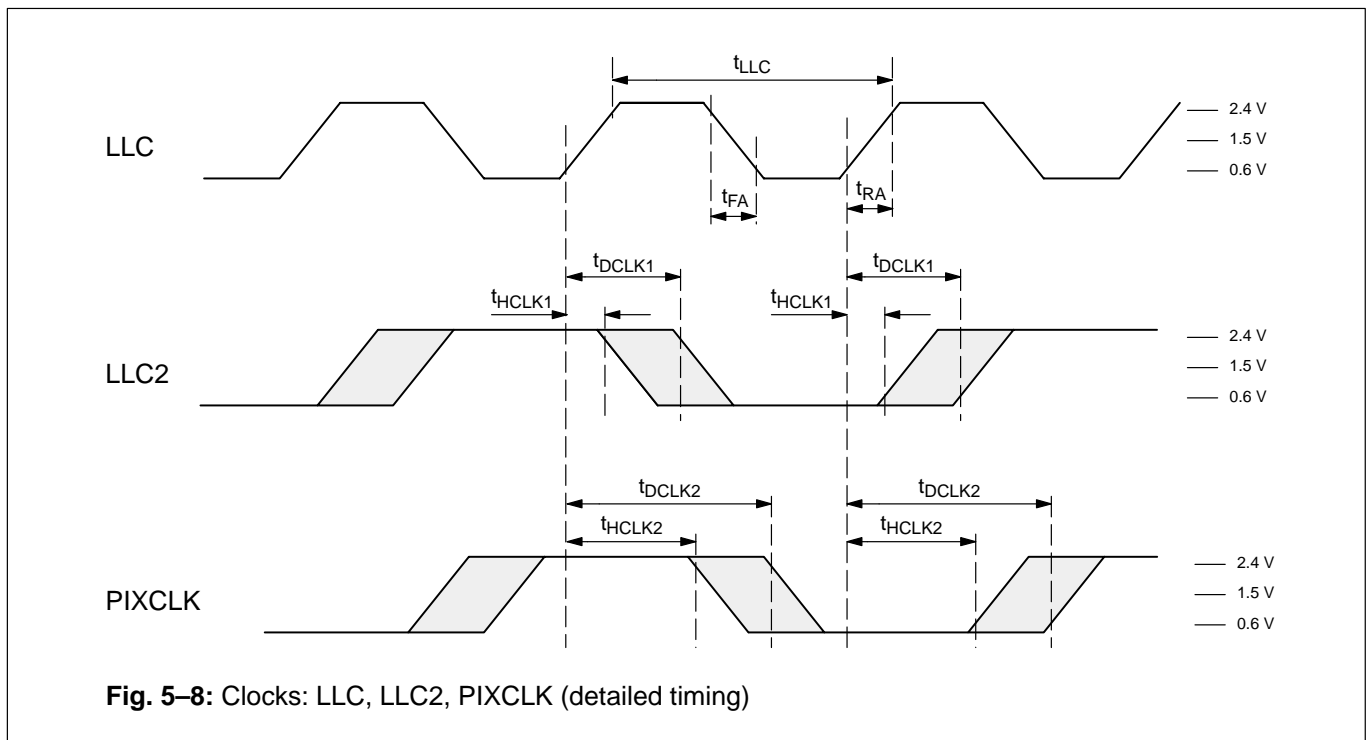 tLLC
LLC
2.4 V
1.5 V
0.6 V
tFA
tRA
tDCLK1
tDCLK1
tHCLK1
tHCLK1
LLC2
2.4 V
1.5 V
0.6 V
tDCLK2
tDCLK2
tHCLK2
tHCLK2
PIXCLK
2.4 V
1.5 V
0.6 V
Fig. 5–8: Clocks: LLC, LLC2, PIXCLK (detailed timing)